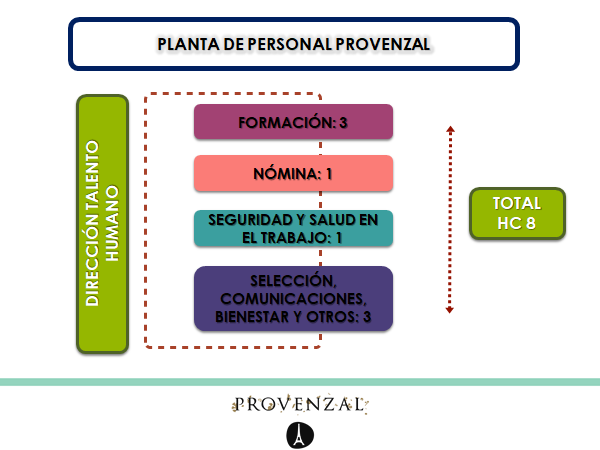 PLANTA DE PERSONAL PROVENZAL
DIRECCIÓN TALENTO
HUMANO
FORMACIÓN: 3
NÓMINA: 1
SEGURIDAD Y SALUD EN
EL TRABAJO: 1
SELECCIÓN,
COMUNICACIONES,
BIENESTAR Y OTROS: 3
TOTAL
HC 8
PROVENZAL